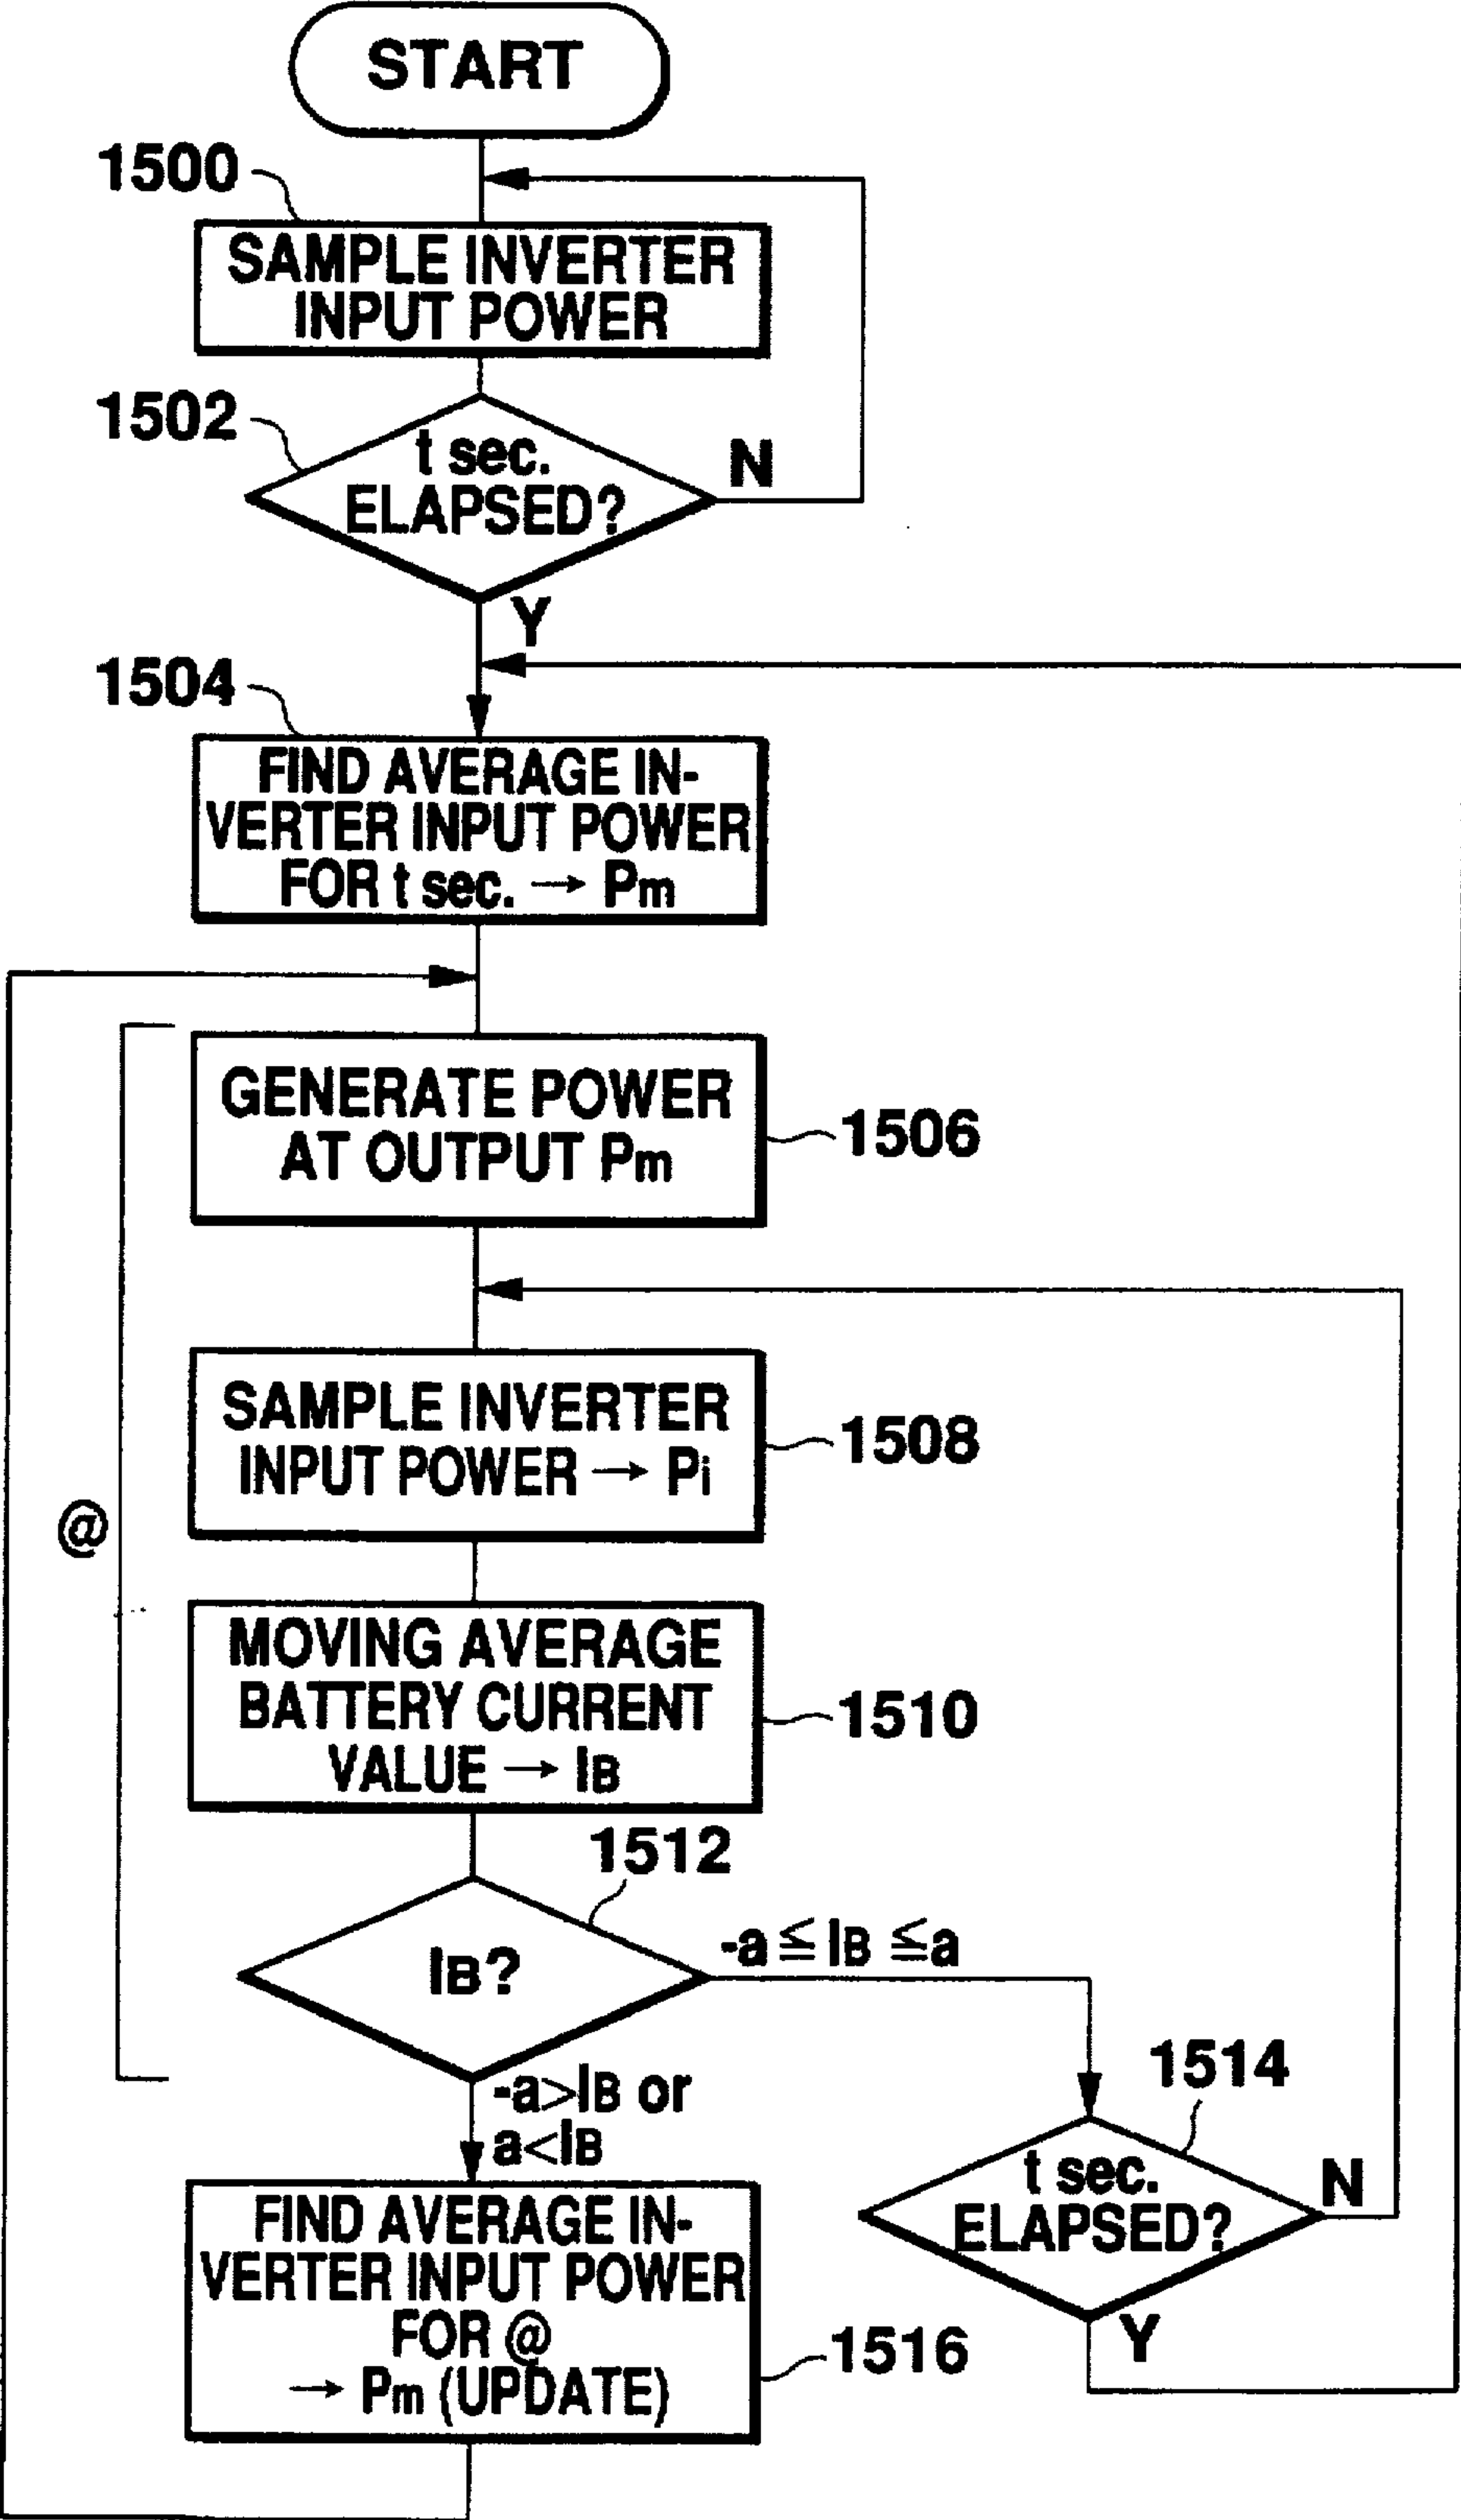 START
1500
SAMPLE INVERTER
INPUT POWER
1502
t sec.
ELAPSED?
N
Y
1504
FIND AVERAGE IN-
VERTER INPUT POWER
FOR t sec. → Pm
GENERATE POWER
AT OUTPUT Pm
1506
SAMPLE INVERTER
INPUT POWER → Pi
1508
@
MOVING AVERAGE
BATTERY CURRENT
VALUE → IB
1510
1512
IB?
-a≦IB≦a
-a>IB or
a<IB
1514
t sec.
ELAPSED?
N
Y
FIND AVERAGE IN-
VERTER INPUT POWER
FOR @
→ Pm (UPDATE)
1516